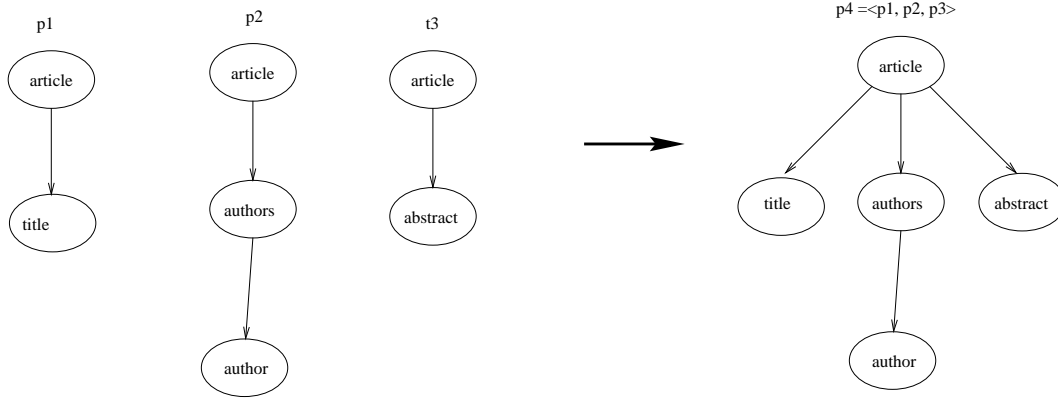 p1
p2
t3
p4 =<p1, p2, p3>
article
article
article
article
title
authors
abstract
title
authors
abstract
author
author